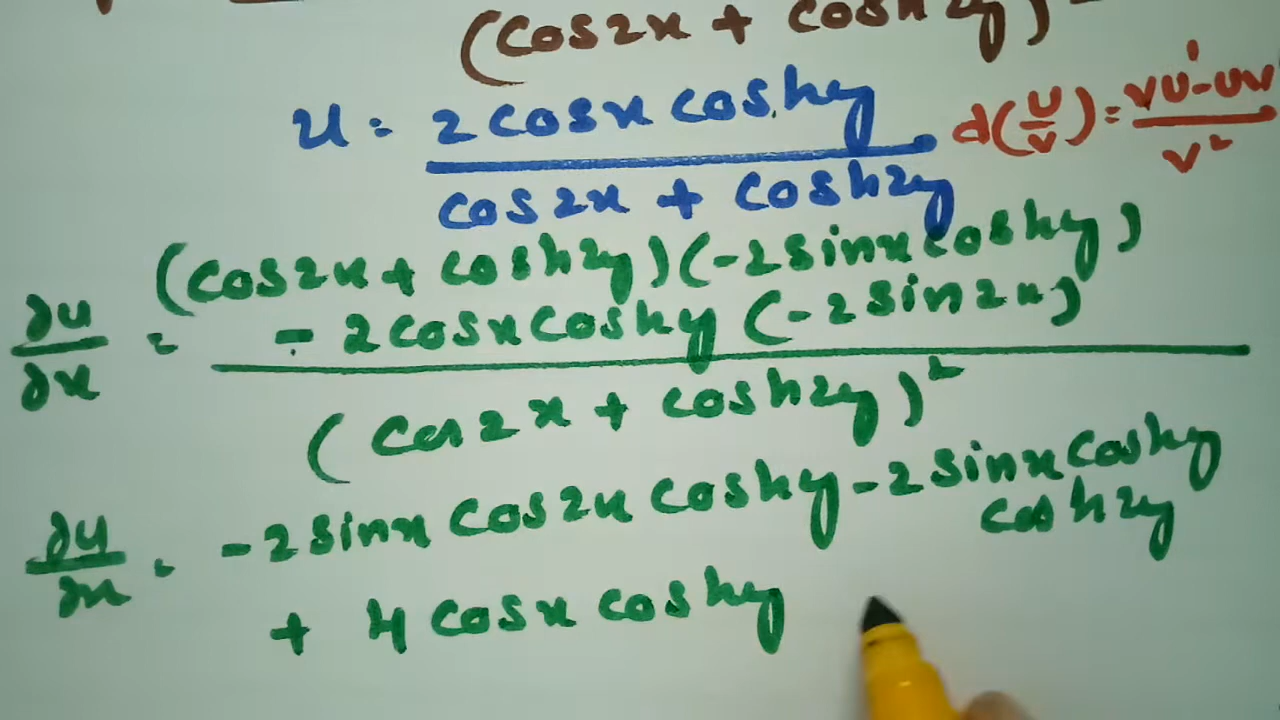 (cos2x + cosh2y)
u = 2cosx coshy
cos2x + cosh2y
d(u/v) = vu'-uv
v²
(cos2x + cosh2y)(-2sinx coshy)
∂u/∂x = - 2cosx coshy (-2sin2x)
(cos2x + cosh2y)²
∂u/∂x = -2sinx cos2x coshy - 2sinx coshy
cosh2y
+ 4cosx coshy